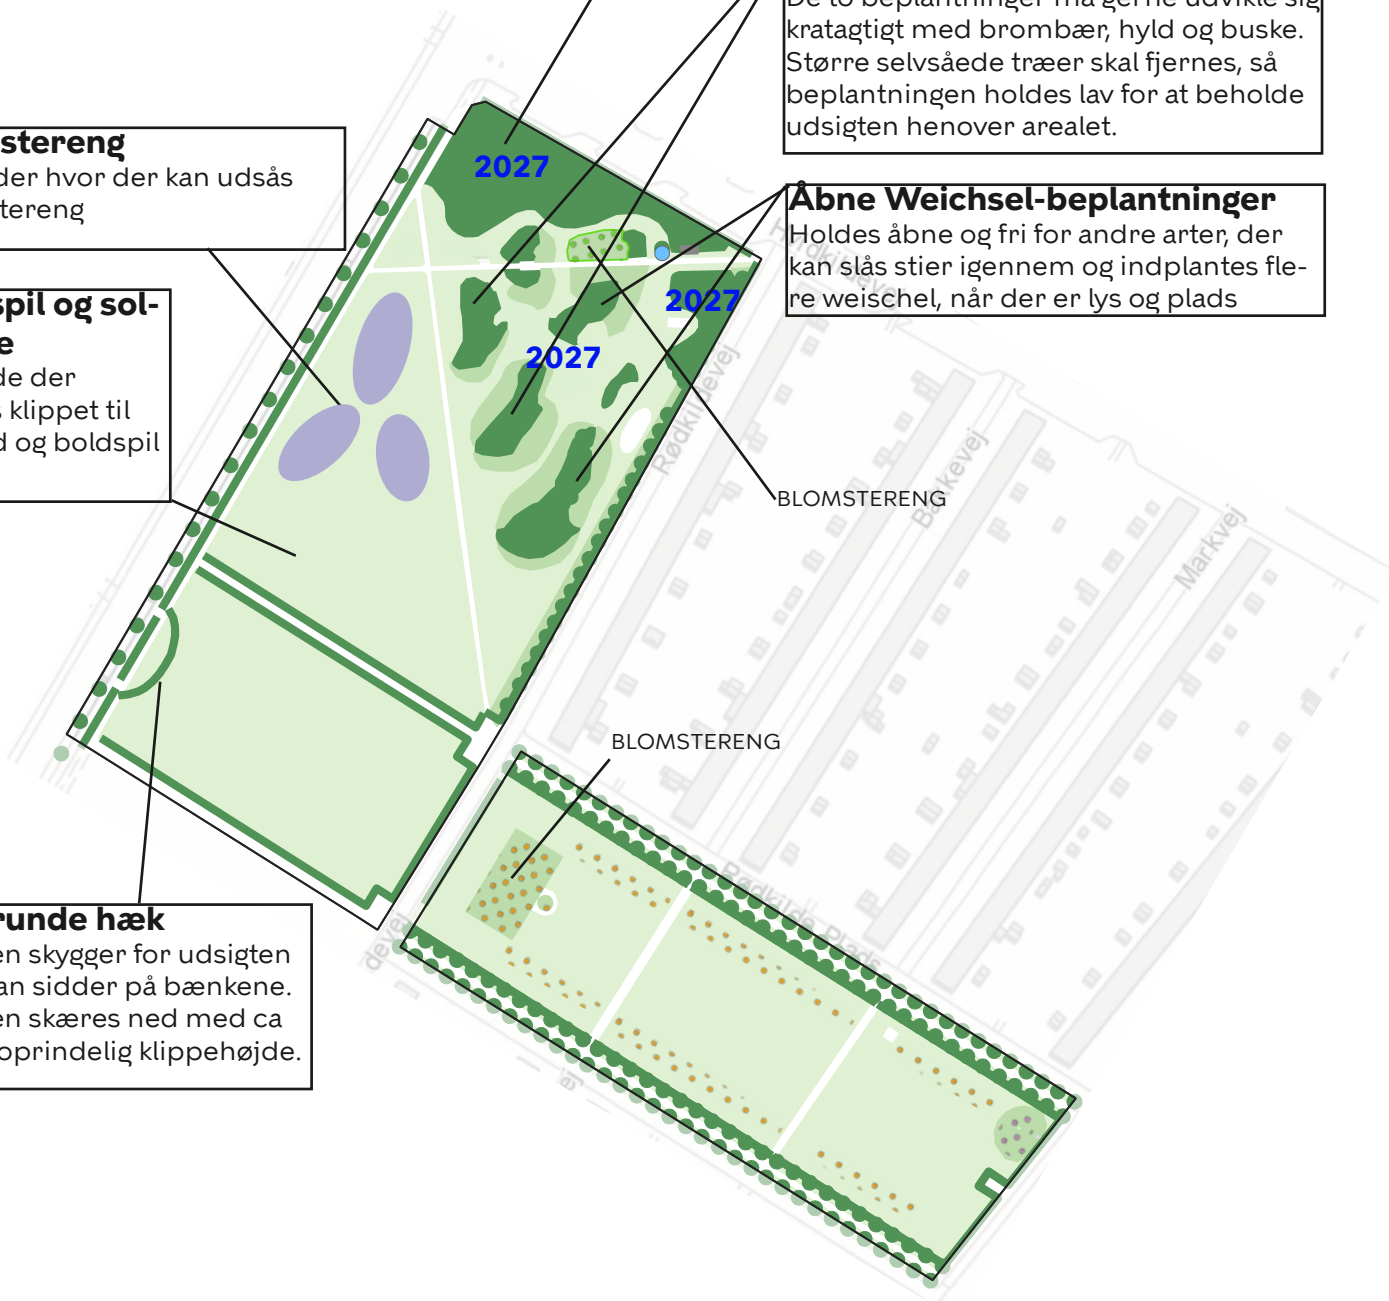 De to beplantninger må gerne udvikle sig
kratagtigt med brombær, hyld og buske.
Større selvsåede træer skal fjernes, så
beplantningen holdes lav for at beholde
udsigten henover arealet.
stereng
der hvor der kan udsås
tereng
2027
Åbne Weichsel-beplantninger
Holdes åbne og fri for andre arter, der
kan slås stier igennem og indplantes fle-
re weischel, når der er lys og plads
spil og sol-
e
de der
s klippet til
d og boldspil
2027
2027
Rødkildevej
BLOMSTERENG
Bakkevej
Markvej
BLOMSTERENG
Rødkilde Plads
runde hæk
en skygger for udsigten
an sidder på bænkene.
en skæres ned med ca
oprindelig klippehøjde.
devej
ej